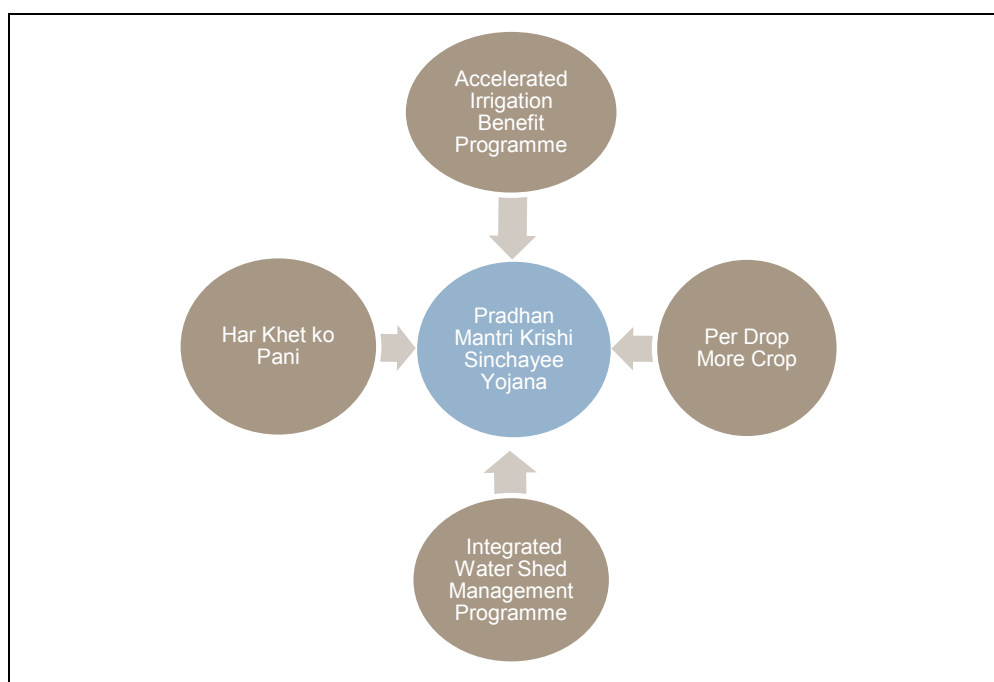 Accelerated
Irrigation
Benefit
Programme
Har Khet ko
Pani
Pradhan
Mantri Krishi
Sinchayee
Yojana
Per Drop
More Crop
Integrated
Water Shed
Management
Programme